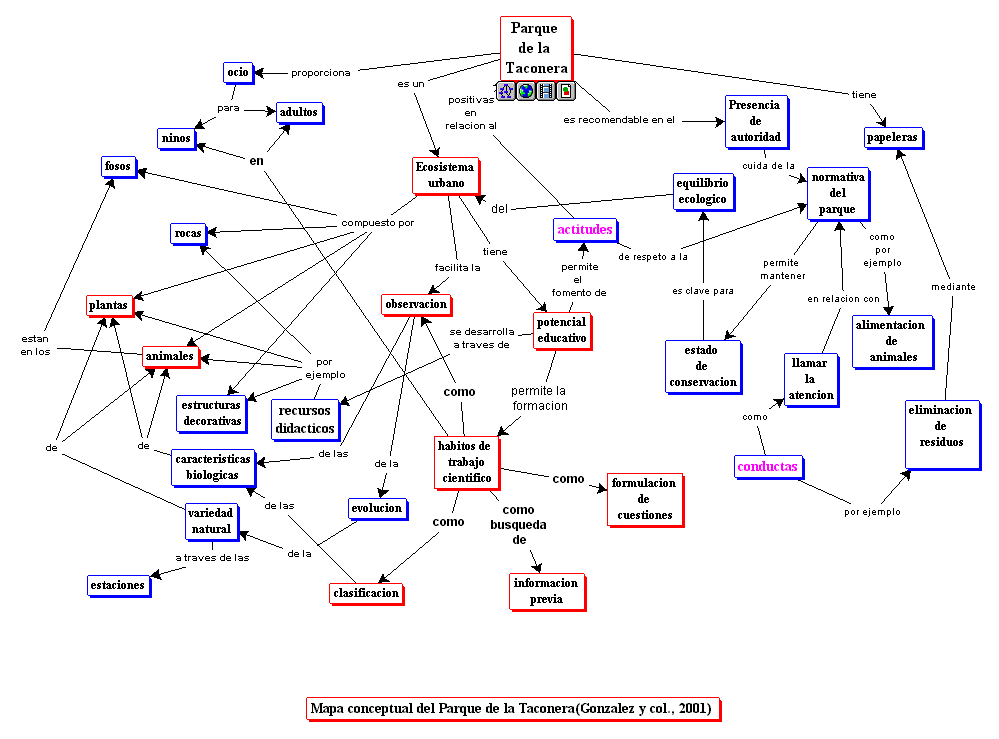 Parque
de la
Taconera
ocio
proporciona
es un
positivas
en
relacion al
es recomendable en el
tiene
para
adultos
ninos
Presencia
de
autoridad
papeleras
en
fosos
Ecosistema
urbano
cuida de la
equilibrio
ecologico
normativa
del
parque
del
compuesto por
rocas
actitudes
tiene
facilita la
permite
el
fomento de
de respeto a la
permite
mantener
como
por
ejemplo
es clave para
en relacion con
mediante
plantas
observacion
potencial
educativo
se desarrolla
a traves de
alimentacion
de
animales
estan
en los
animales
por
ejemplo
estado
de
conservacion
llamar
la
atencion
como
permite la
formacion
estructuras
decorativas
recursos
didacticos
eliminacion
de
residuos
como
de
de
de las
habitos de
trabajo
cientifico
caracteristicas
biologicas
de la
como
formulacion
de
cuestiones
conductas
por ejemplo
variedad
natural
de las
evolucion
como
como
busqueda
de
a traves de las
de la
estaciones
clasificacion
informacion
previa
Mapa conceptual del Parque de la Taconera(Gonzalez y col., 2001)